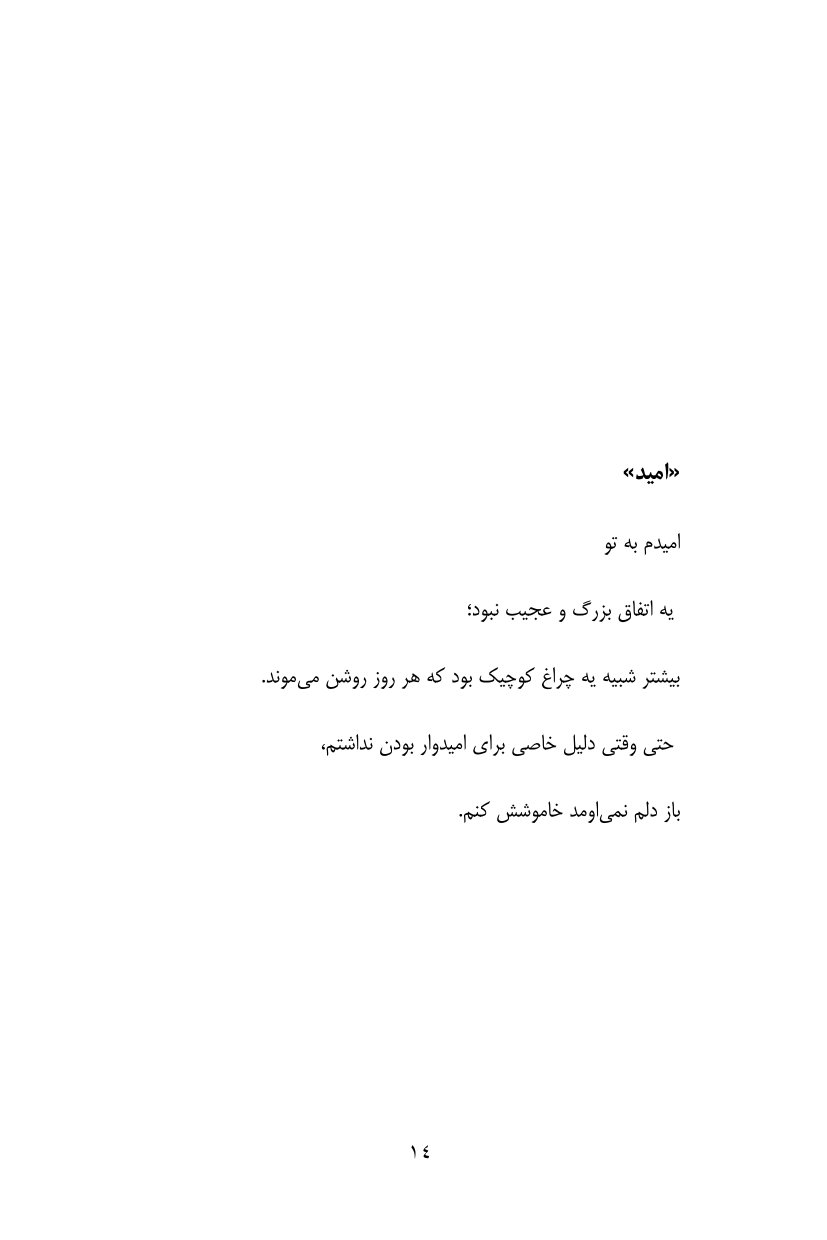 «امید»
امیدم به تو
یه اتفاق بزرگ و عجیب نبود؛
بیشتر شبیه یه چراغ کوچیک بود که هر روز روشن می‌موند.
حتی وقتی دلیل خاصی برای امیدوار بودن نداشتم،
باز دلم نمی‌اومد خاموشش کنم.
١٤